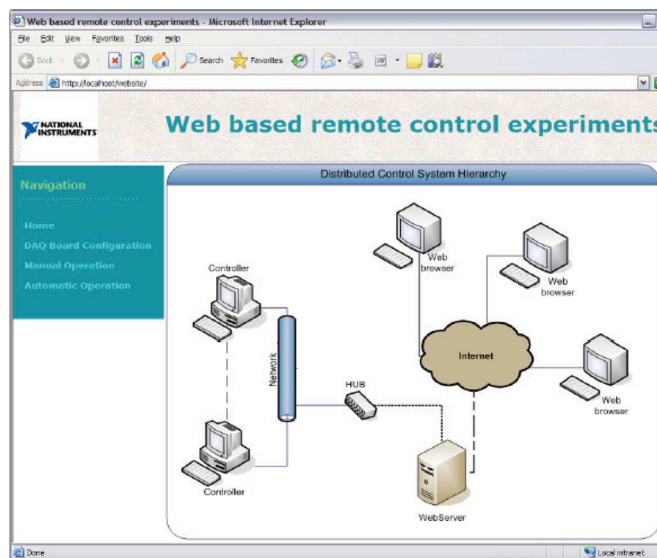 Web based remote control experiments - Microsoft Internet Explorer
File Edit View Favorites Tools Help
Back Search Favorites
Address http://localhost/website/
NATIONAL
INSTRUMENTS
Web based remote control experiments
Navigation
Home
DAQ Board Configuration
Manual Operation
Automatic Operation
Distributed Control System Hierarchy
Controller
Web
browser
Web
browser
Network
Internet
HUB
Web
browser
Controller
WebServer
Done Local intranet